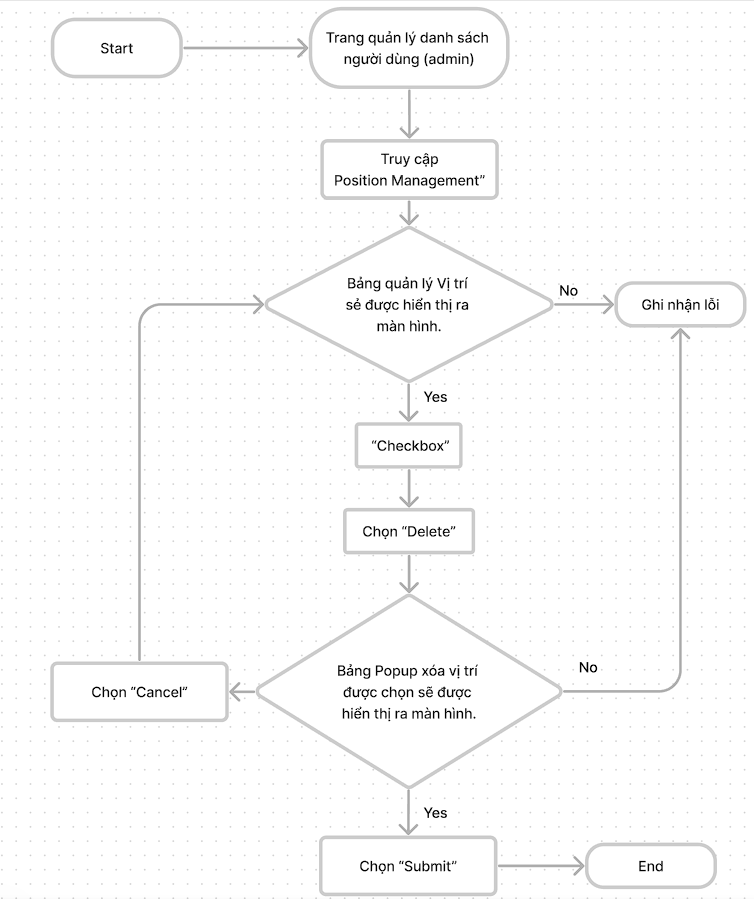 Start
Trang quản lý danh sách
người dùng (admin)
Truy cập
Position Management”
Bảng quản lý Vị trí
sẻ được hiển thị ra
màn hình.
No
Ghi nhận lỗi
Yes
“Checkbox”
Chọn “Delete”
Bảng Popup xóa vị trí
được chọn sẽ được
hiển thị ra màn hình.
No
Chọn “Cancel”
Yes
Chọn “Submit”
End